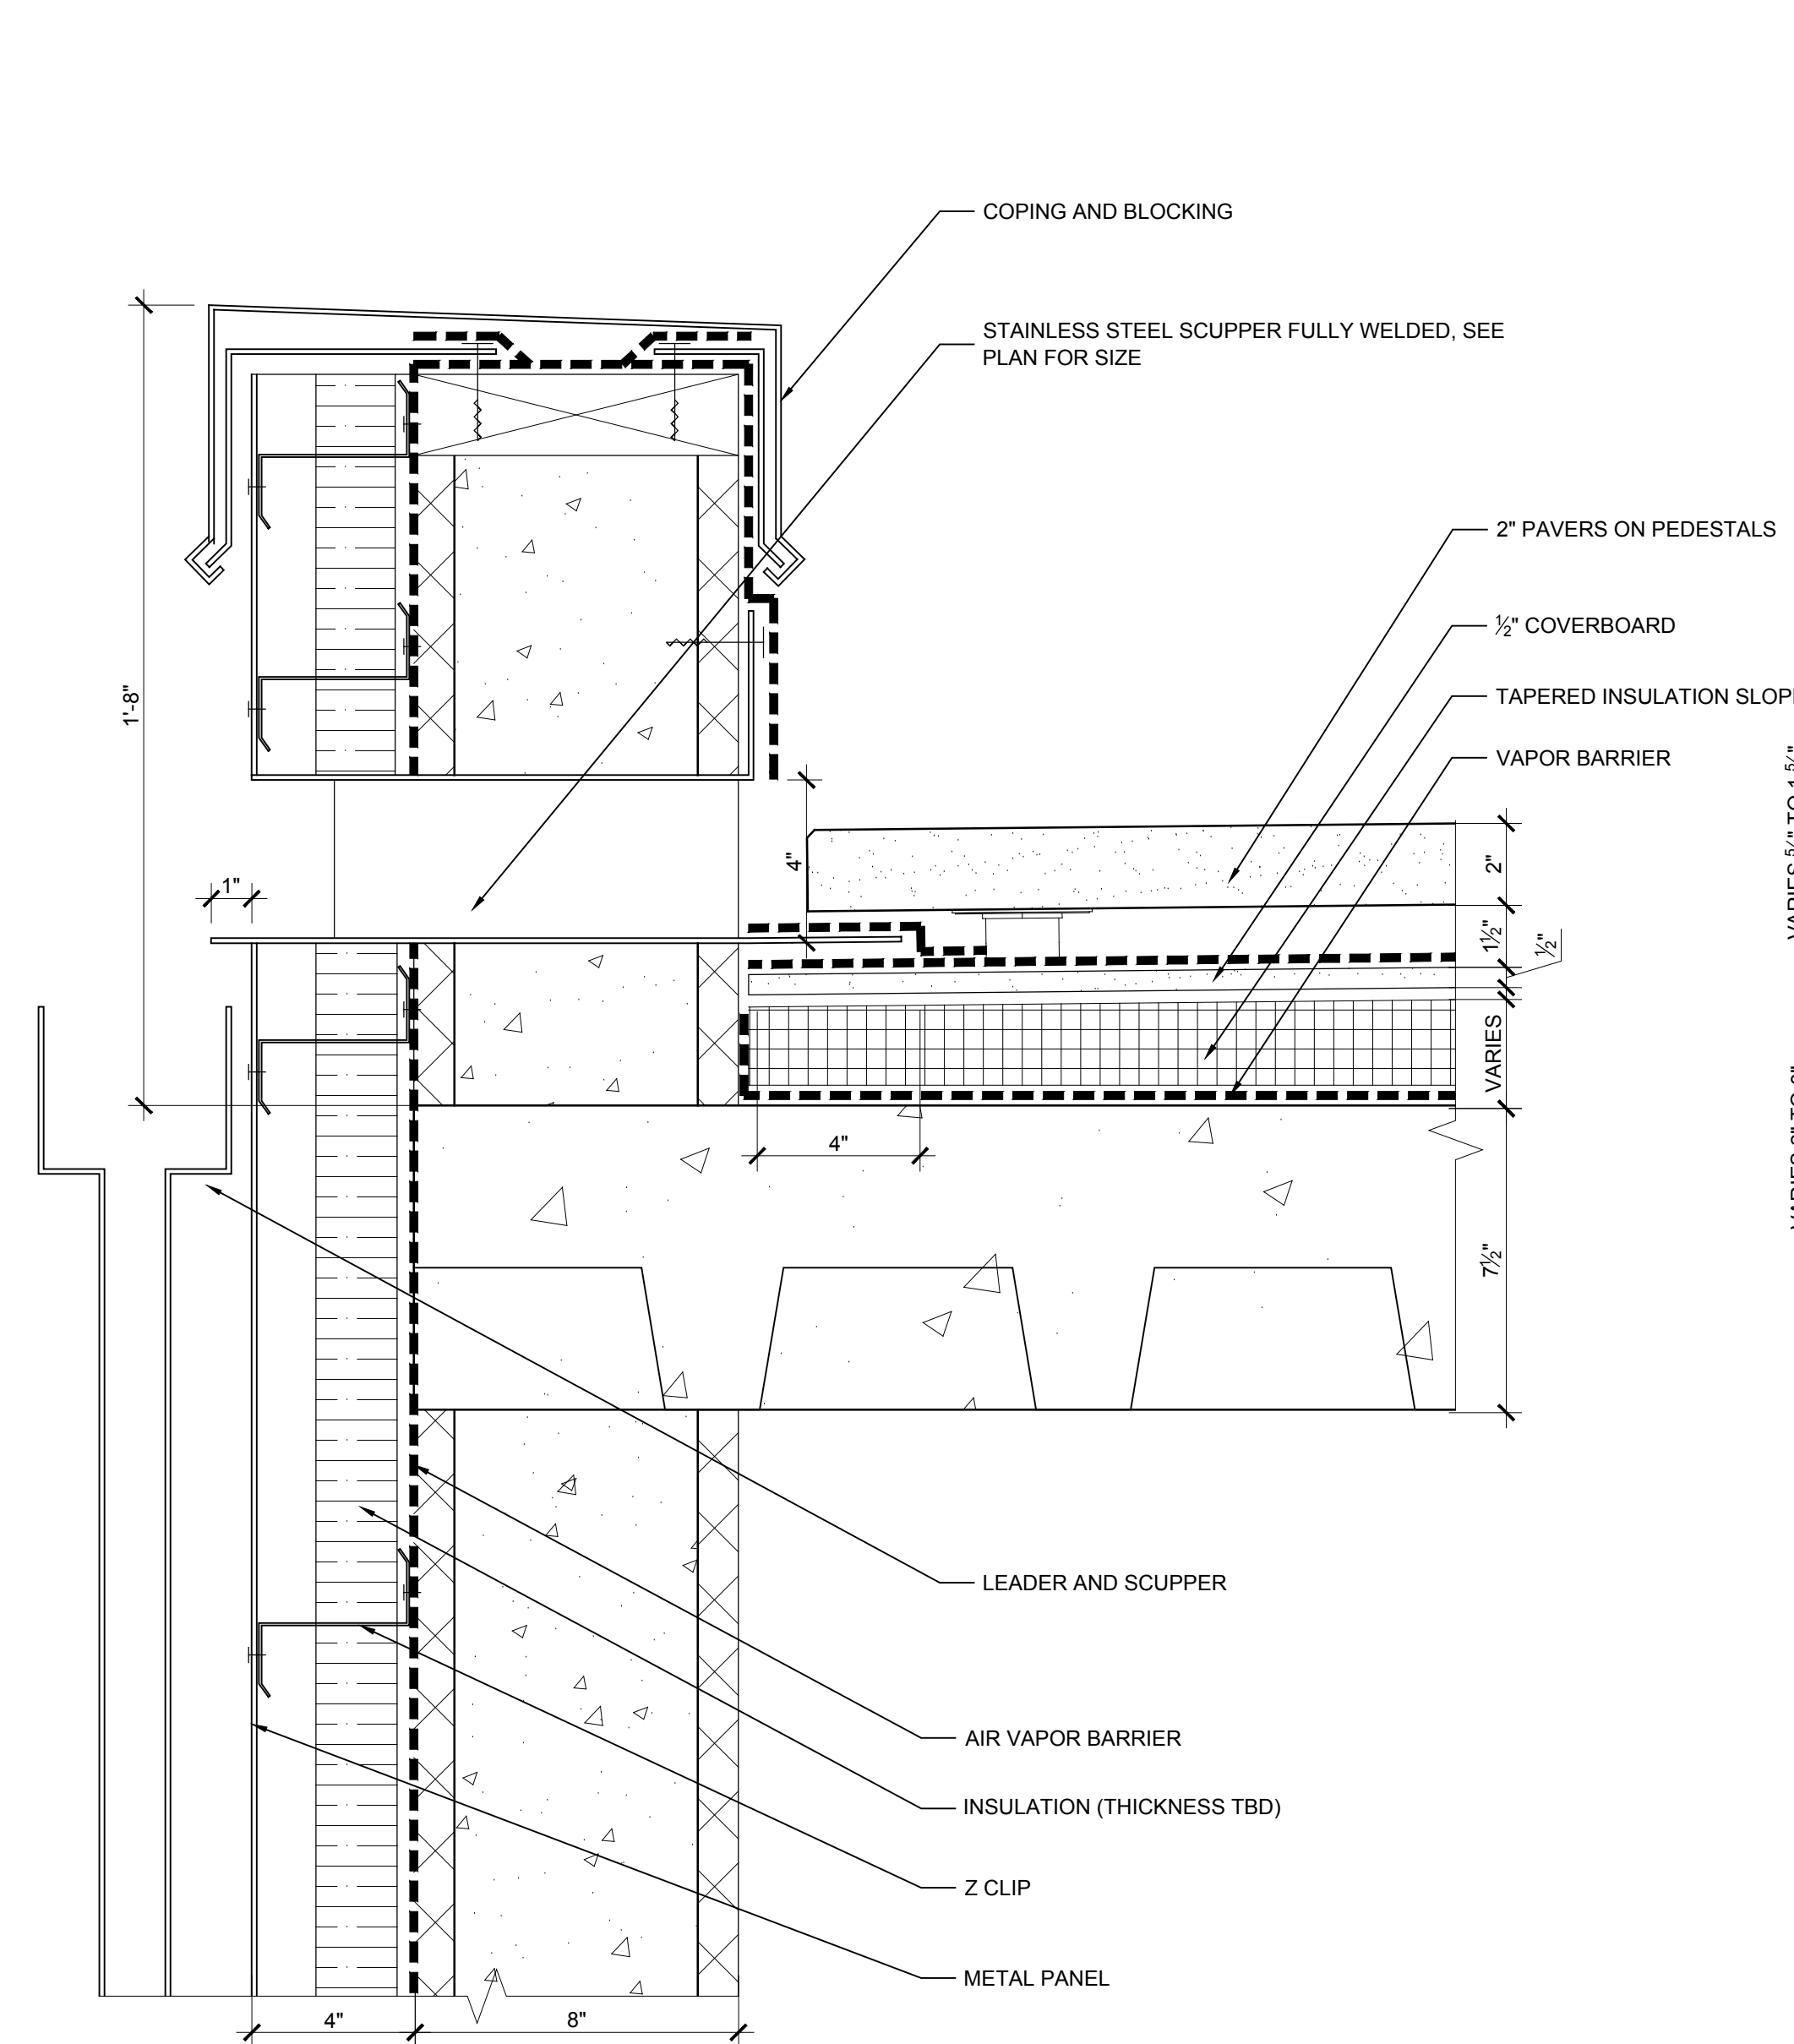 COPING AND BLOCKING
STAINLESS STEEL SCUPPER FULLY WELDED, SEE
PLAN FOR SIZE
2" PAVERS ON PEDESTALS
½" COVERBOARD
TAPERED INSULATION
VAPOR BARRIER
1'-8"
1"
4"
2"
1½"
½"
VARIES
4"
7½"
LEADER AND SCUPPER
AIR VAPOR BARRIER
INSULATION (THICKNESS TBD)
Z CLIP
METAL PANEL
4"
8"